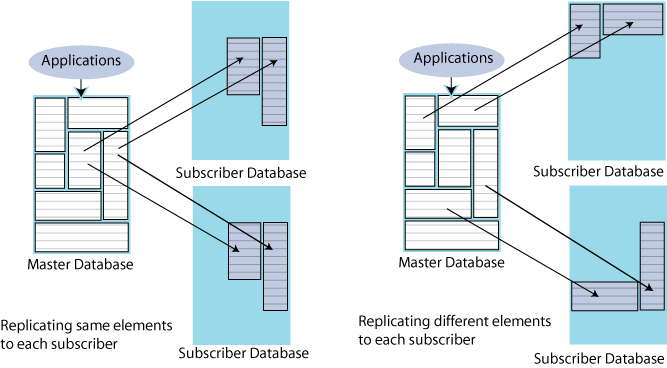 Applications
Subscriber Database
Master Database
Replicating same elements
to each subscriber
Subscriber Database
Applications
Subscriber Database
Master Database
Replicating different elements
to each subscriber
Subscriber Database